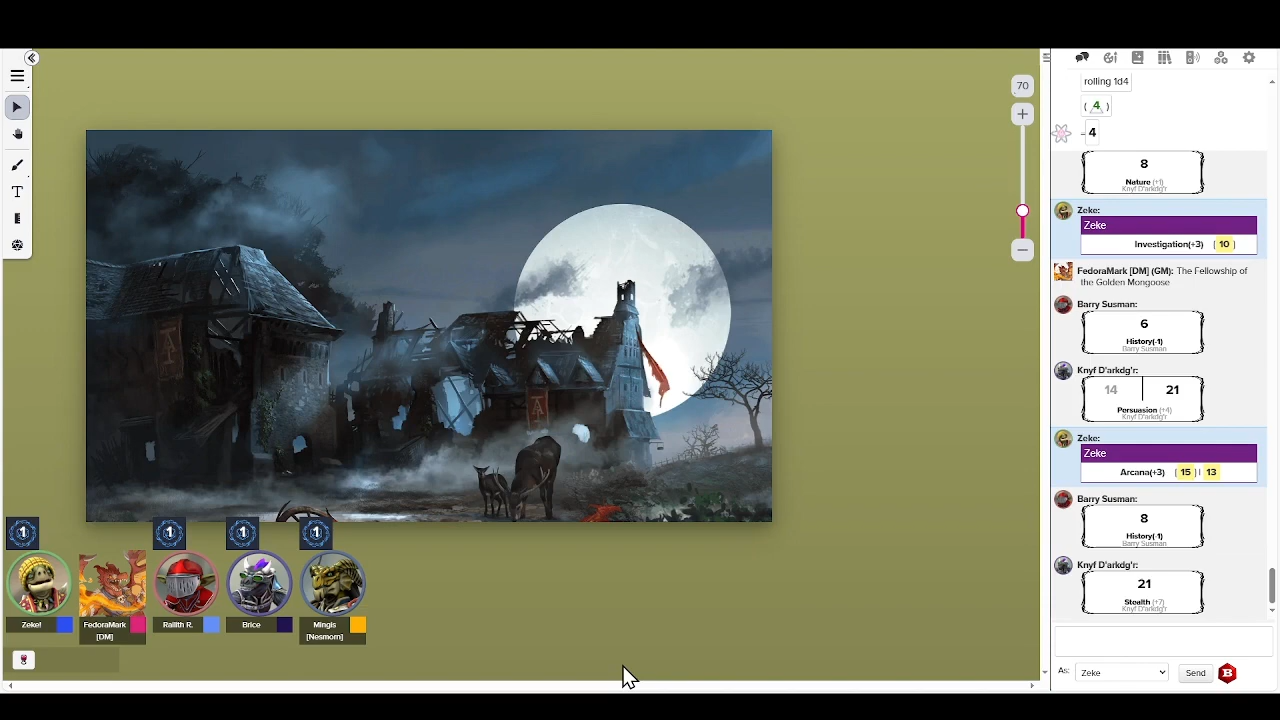 70
rolling 1d4
( 4 )
- 4
8
Nature (+1)
Knyf D'arkdg'r
Zeke:
Zeke
Investigation(+3) | 10 |
FedoraMark [DM] (GM): The Fellowship of
the Golden Mongoose
Barry Susman:
6
History(-1)
Barry Susman
Knyf D'arkdg'r:
14 21
Persuasion (+4)
Knyf D'arkdg'r
Zeke:
Zeke
Arcana(+3) | 15 | 13
Barry Susman:
8
History(-1)
Barry Susman
Knyf D'arkdg'r:
21
Stealth (+7)
Knyf D'arkdg'r
As: Zeke Send
A
A
1 1 1 1
Zeke! FedoraMark Ralith R. Brice Mingis
[DM] [Nesmorn]
T